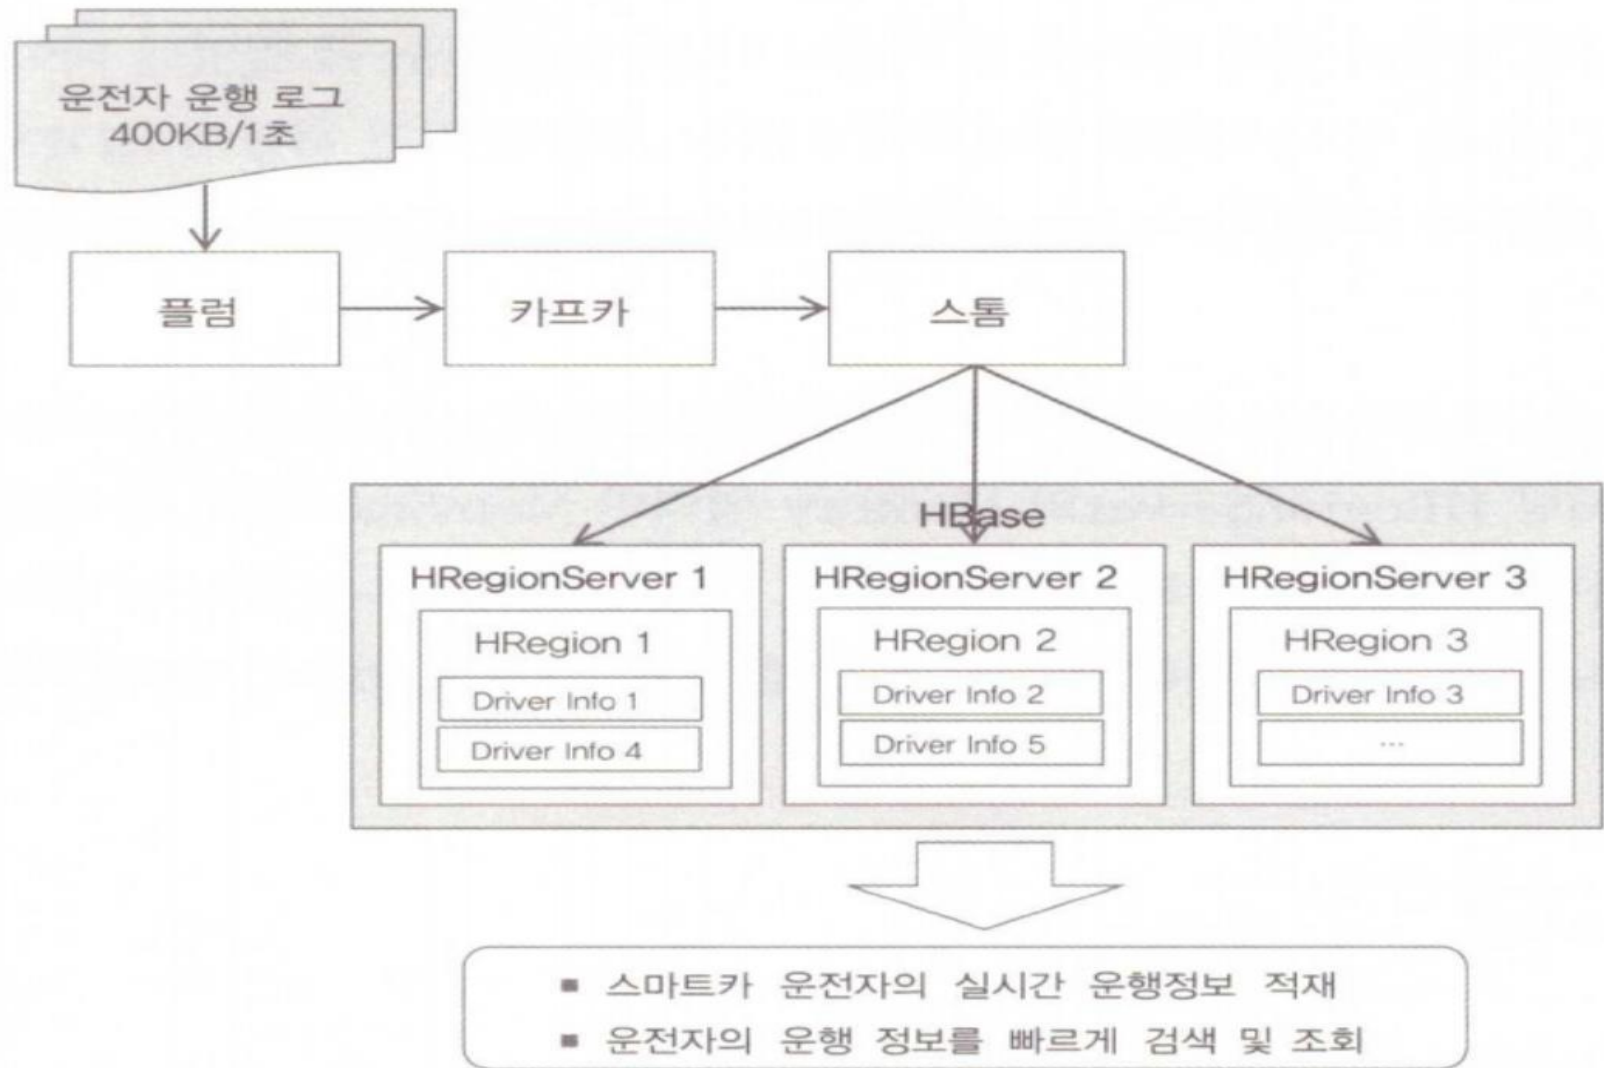 운전자 운행 로그
400KB/1초
플럼
카프카
스톰
HBase
HRegionServer 1
HRegion 1
Driver Info 1
Driver Info 4
HRegionServer 2
HRegion 2
Driver Info 2
Driver Info 5
HRegionServer 3
HRegion 3
Driver Info 3
...
▪ 스마트카 운전자의 실시간 운행정보 적재
▪ 운전자의 운행 정보를 빠르게 검색 및 조회